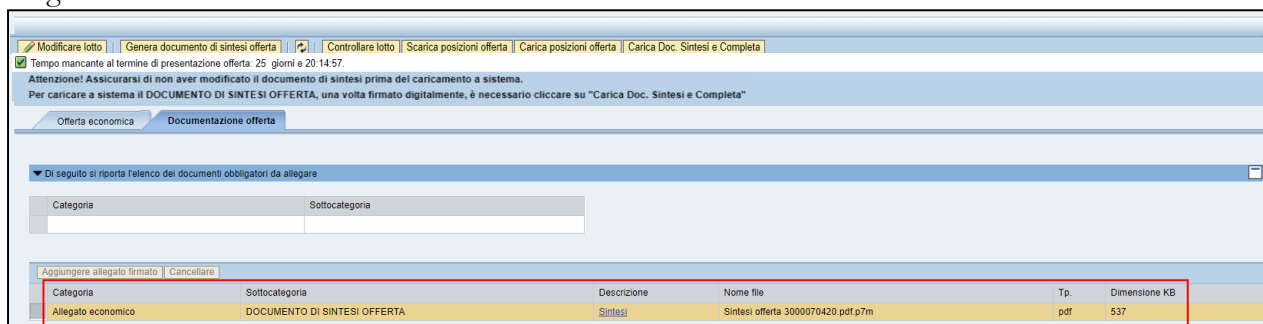 Modificare lotto Genera documento di sintesi offerta Controllare lotto Scarica posizioni offerta Carica posizioni offerta Carica Doc. Sintesi e Completa
Tempo mancante al termine di presentazione offerta: 25 giorni e 20:14:57.
Attenzione! Assicurarsi di non aver modificato il documento di sintesi prima del caricamento a sistema.
Per caricare a sistema il DOCUMENTO DI SINTESI OFFERTA, una volta firmato digitalmente, è necessario cliccare su "Carica Doc. Sintesi e Completa"
Offerta economica Documentazione offerta
Di seguito si riporta l'elenco dei documenti obbligatori da allegare
Categoria Sottocategoria
Aggiungere allegato firmato Cancellare
Categoria Sottocategoria Descrizione Nome file Tp. Dimensione KB
Allegato economico DOCUMENTO DI SINTESI OFFERTA Sintesi Sintesi offerta 3000070420.pdf.p7m pdf 537